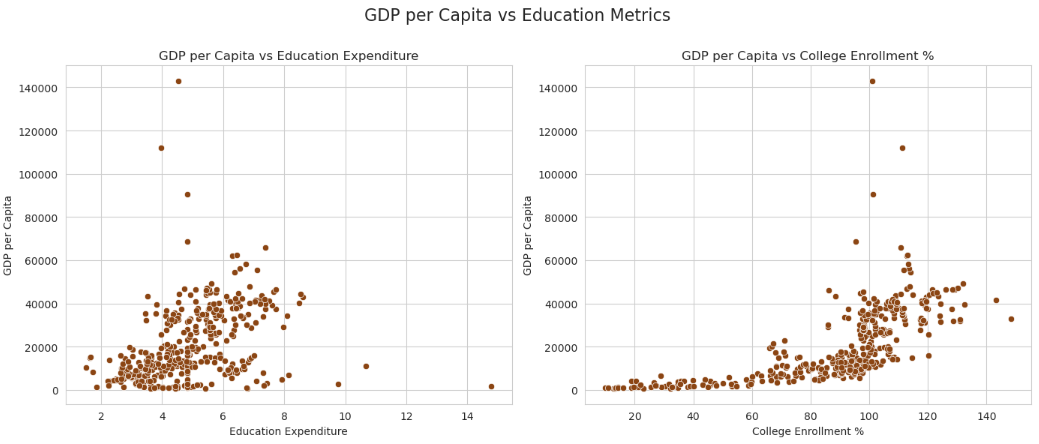 GDP per Capita vs Education Metrics
GDP per Capita vs Education Expenditure
GDP per Capita
140000
120000
100000
80000
60000
40000
20000
0
2 4 6 8 10 12 14
Education Expenditure
GDP per Capita vs College Enrollment %
GDP per Capita
140000
120000
100000
80000
60000
40000
20000
0
20 40 60 80 100 120 140
College Enrollment %